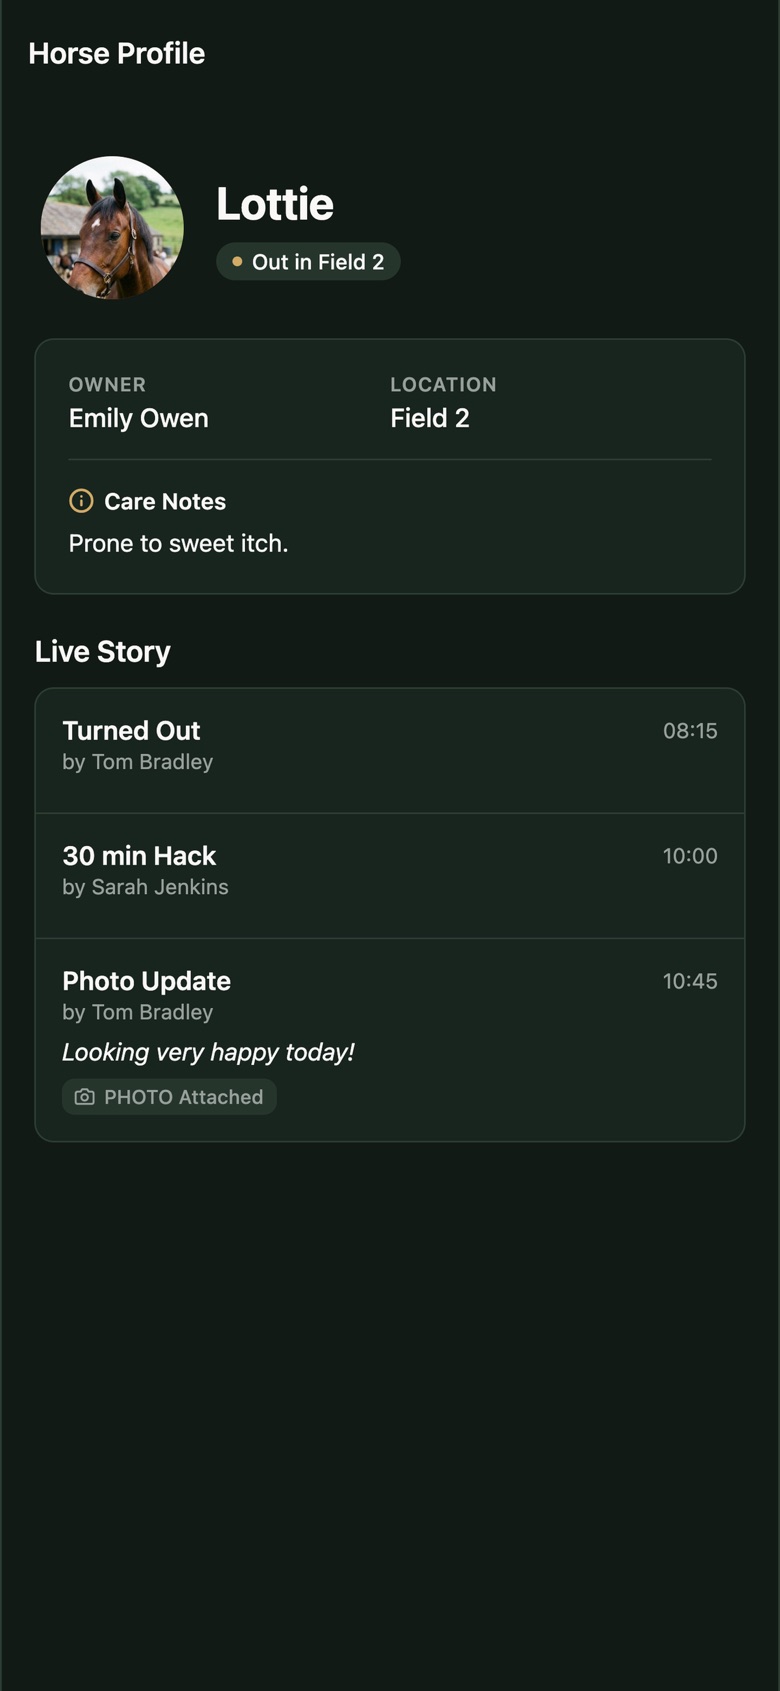 Horse Profile
Lottie
Out in Field 2
OWNER
Emily Owen
LOCATION
Field 2
Care Notes
Prone to sweet itch.
Live Story
Turned Out
08:15
by Tom Bradley
30 min Hack
10:00
by Sarah Jenkins
Photo Update
10:45
by Tom Bradley
Looking very happy today!
PHOTO Attached